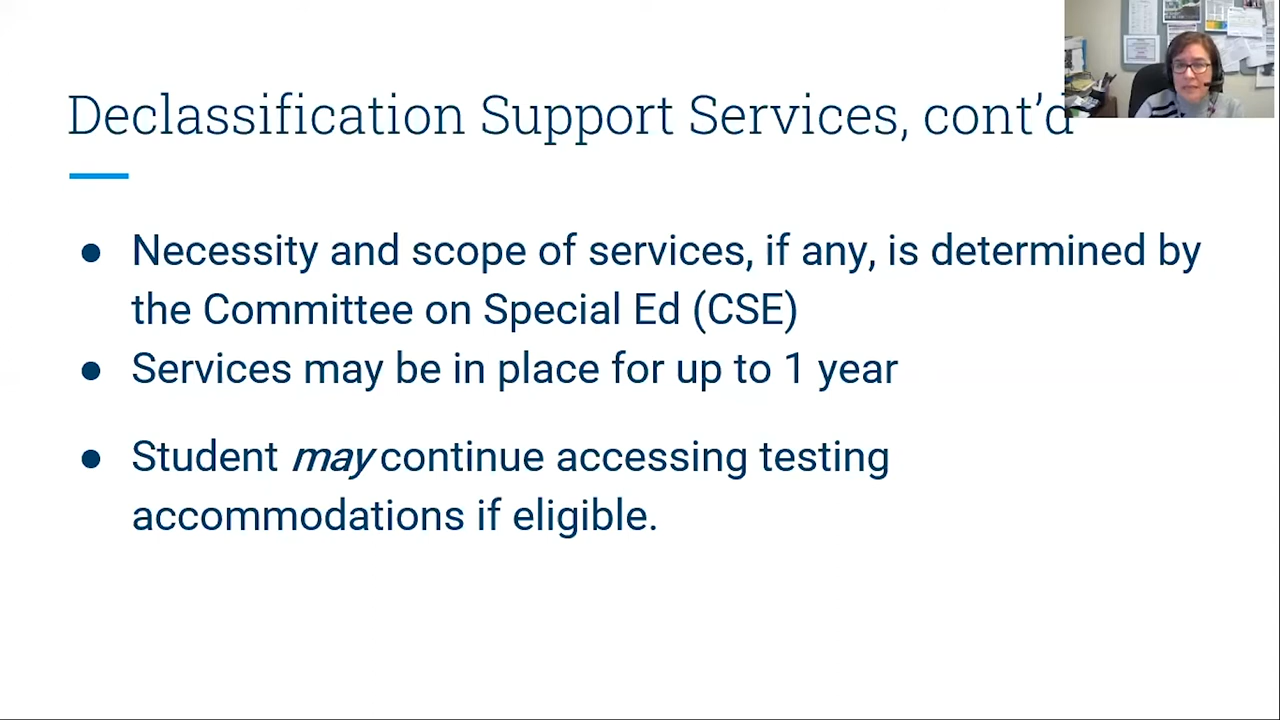 Declassification Support Services, cont'd
● Necessity and scope of services, if any, is determined by
the Committee on Special Ed (CSE)
● Services may be in place for up to 1 year
● Student may continue accessing testing
accommodations if eligible.